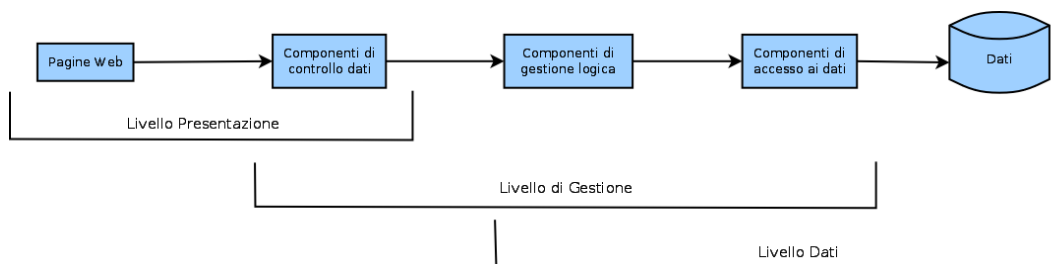 Pagine Web
Componenti di
controllo dati
Componenti di
gestione logica
Componenti di
accesso ai dati
Dati
Livello Presentazione
Livello di Gestione
Livello Dati